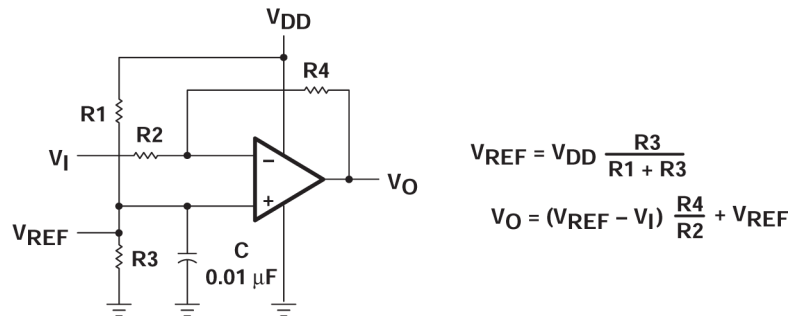 VDD
R4
R1
R2
VI
−
VO
+
VREF
R3
C
0.01 μF
VREF = VDD R3 / R1 + R3
VO = (VREF − VI) R4 / R2 + VREF